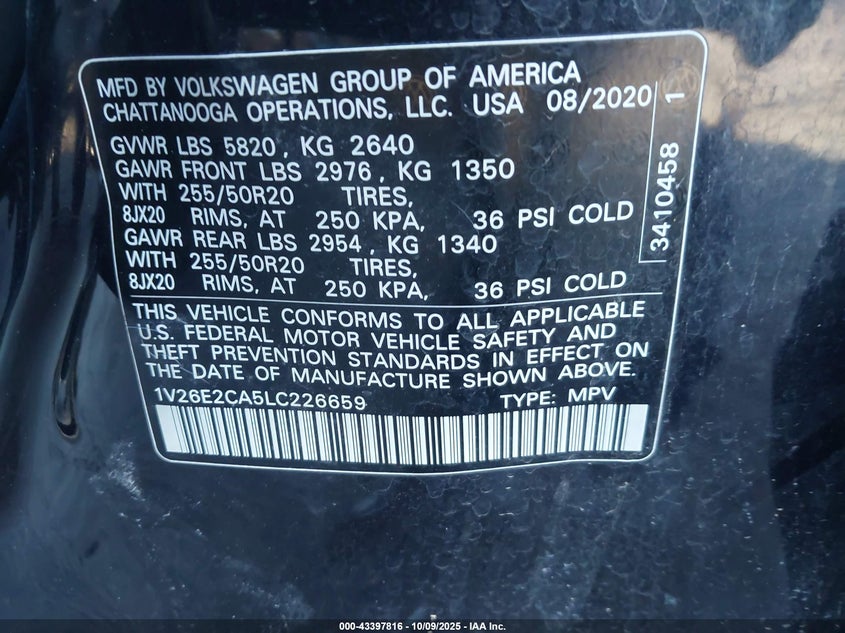 MFD BY VOLKSWAGEN GROUP OF AMERICA
CHATTANOOGA OPERATIONS, LLC. USA 08/2020
GVWR LBS 5820, KG 2640
GAWR FRONT LBS 2976, KG 1350
WITH 255/50R20 TIRES,
8JX20 RIMS, AT 250 KPA, 36 PSI COLD
GAWR REAR LBS 2954, KG 1340
WITH 255/50R20 TIRES,
8JX20 RIMS, AT 250 KPA, 36 PSI COLD
THIS VEHICLE CONFORMS TO ALL APPLICABLE
U.S. FEDERAL MOTOR VEHICLE SAFETY AND
THEFT PREVENTION STANDARDS IN EFFECT ON
THE DATE OF MANUFACTURE SHOWN ABOVE.
1V26E2CA5LC226659 TYPE: MPV
3410458 1
000-43397816 - 10/09/2025 - IAA Inc.